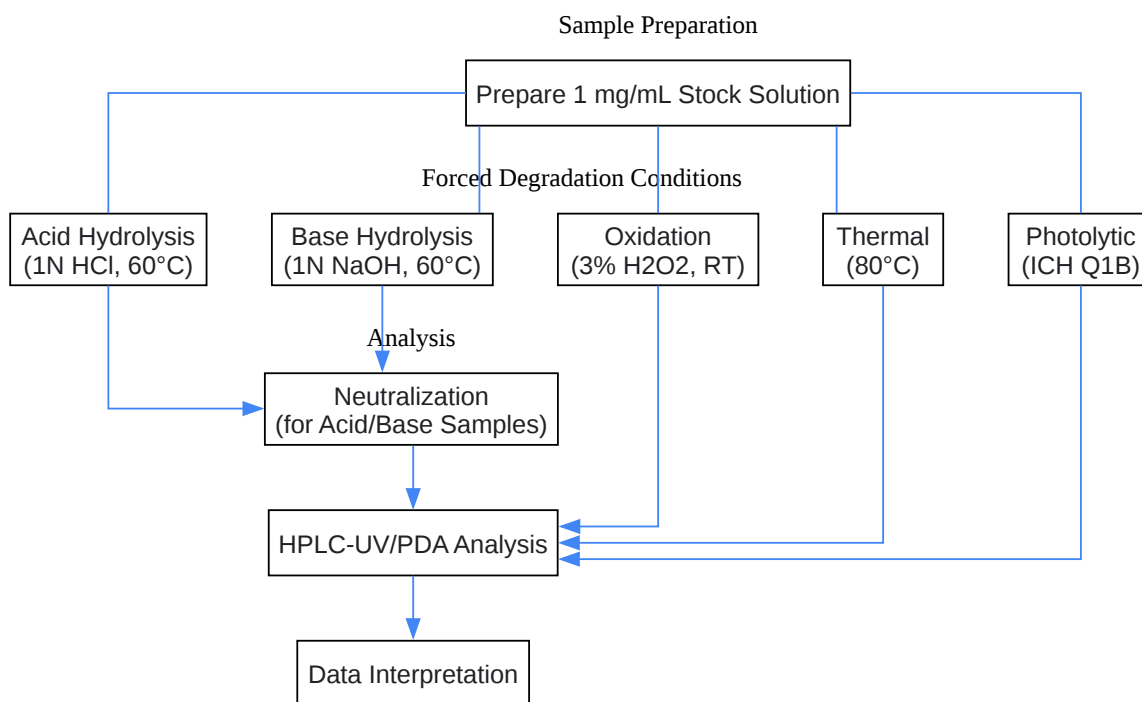 Sample Preparation
Prepare 1 mg/mL Stock Solution
Forced Degradation Conditions
Acid Hydrolysis
(1N HCl, 60°C)
Base Hydrolysis
(1N NaOH, 60°C)
Oxidation
(3% H2O2, RT)
Thermal
(80°C)
Photolytic
(ICH Q1B)
Analysis
Neutralization
(for Acid/Base Samples)
HPLC-UV/PDA Analysis
Data Interpretation